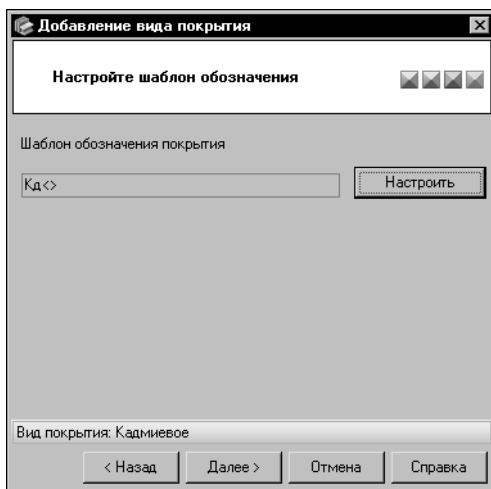 Добавление вида покрытия
Настройте шаблон обозначения
Шаблон обозначения покрытия
Кд<>
Настроить
Вид покрытия: Кадмиевое
< Назад
Далее >
Отмена
Справка